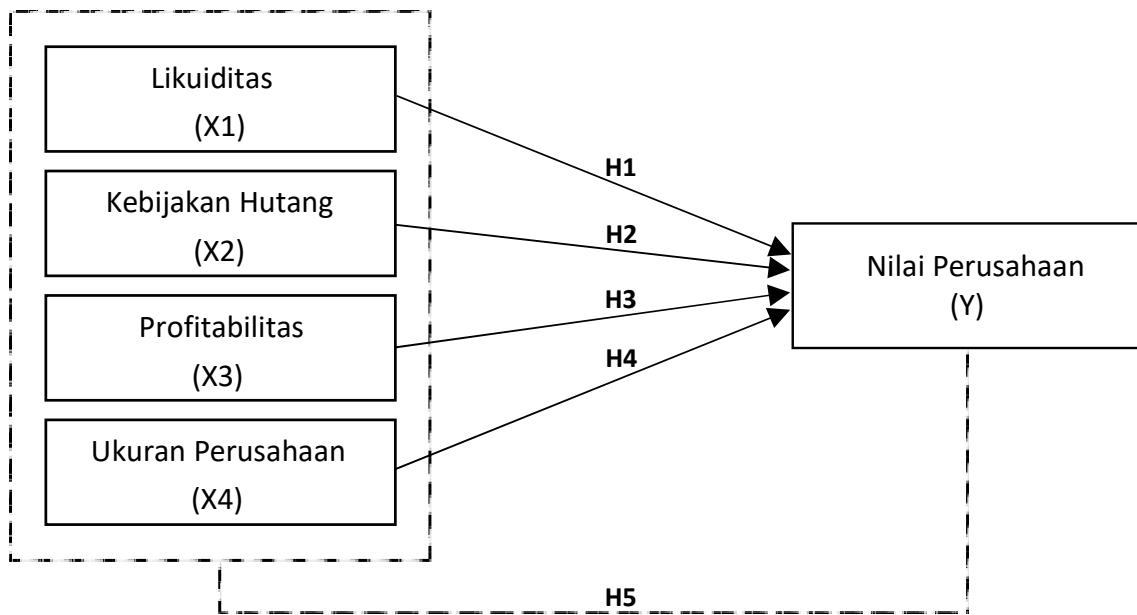 Likuiditas
(X1)
Kebijakan Hutang
(X2)
Profitabilitas
(X3)
Ukuran Perusahaan
(X4)
H1
H2
H3
H4
Nilai Perusahaan
(Y)
H5